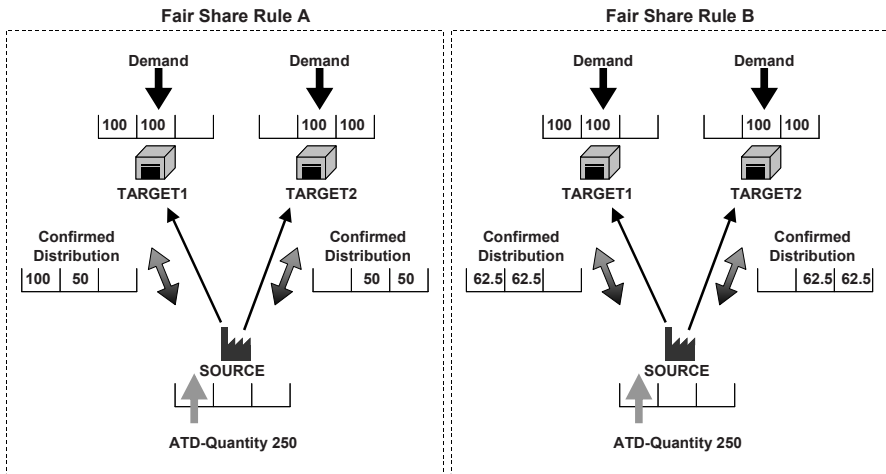 Fair Share Rule A
Demand
Demand
100 100
100 100
TARGET1
TARGET2
Confirmed
Distribution
100 50
Confirmed
Distribution
50 50
SOURCE
ATD-Quantity 250
Fair Share Rule B
Demand
Demand
100 100
100 100
TARGET1
TARGET2
Confirmed
Distribution
62.5 62.5
Confirmed
Distribution
62.5 62.5
SOURCE
ATD-Quantity 250